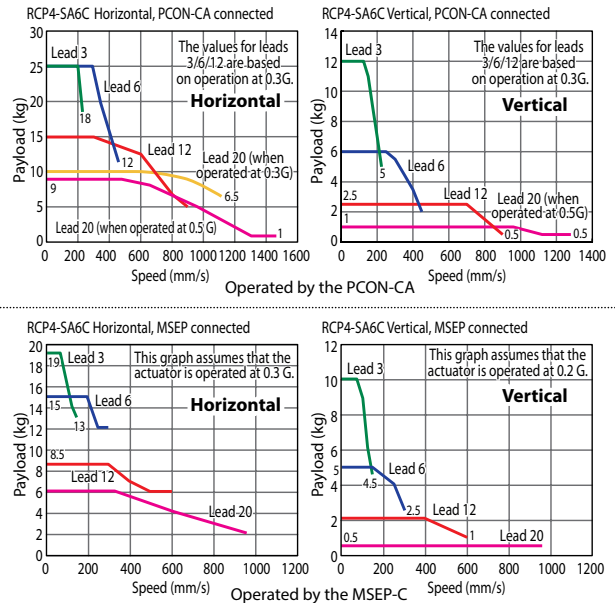 RCP4-SA6C Horizontal, PCON-CA connected
30
25
20
15
10
5
0
Payload (kg)
Lead 3
Lead 6
The values for leads
3/6/12 are based
on operation at 0.3G.
Horizontal
18
12
Lead 12
Lead 20 (when
operated at 0.3G)
9
6.5
Lead 20 (when operated at 0.5 G)
1
0 200 400 600 800 1000 1200 1400 1600
Speed (mm/s)
RCP4-SA6C Vertical, PCON-CA connected
14
12
10
8
6
4
2
0
Payload (kg)
Lead 3
The values for leads
3/6/12 are based
on operation at 0.3G.
Vertical
5
Lead 6
2.5
Lead 12
Lead 20 (when
operated at 0.5G)
1
0.5
0.5
0 200 400 600 800 1000 1200 1400
Speed (mm/s)
Operated by the PCON-CA
RCP4-SA6C Horizontal, MSEP connected
20
18
16
14
12
10
8
6
4
2
0
Payload (kg)
19
Lead 3
This graph assumes that the
actuator is operated at 0.3 G.
15
Lead 6
Horizontal
13
8.5
Lead 12
Lead 20
0 200 400 600 800 1000 1200
Speed (mm/s)
RCP4-SA6C Vertical, MSEP connected
12
10
8
6
4
2
0
Payload (kg)
Lead 3
This graph assumes that the
actuator is operated at 0.2 G.
Vertical
5
Lead 6
4.5
2.5
Lead 12
1
0.5
Lead 20
0 200 400 600 800 1000 1200
Speed (mm/s)
Operated by the MSEP-C